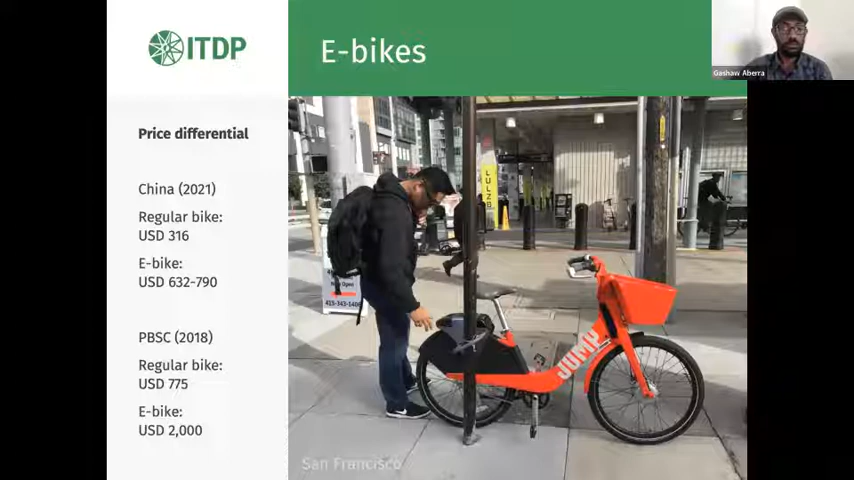 ITDP
E-bikes
Gashaw Aberra
Price differential
China (2021)
Regular bike:
USD 316
E-bike:
USD 632-790
PBSC (2018)
Regular bike:
USD 775
E-bike:
USD 2,000
JUMP
San Francisco